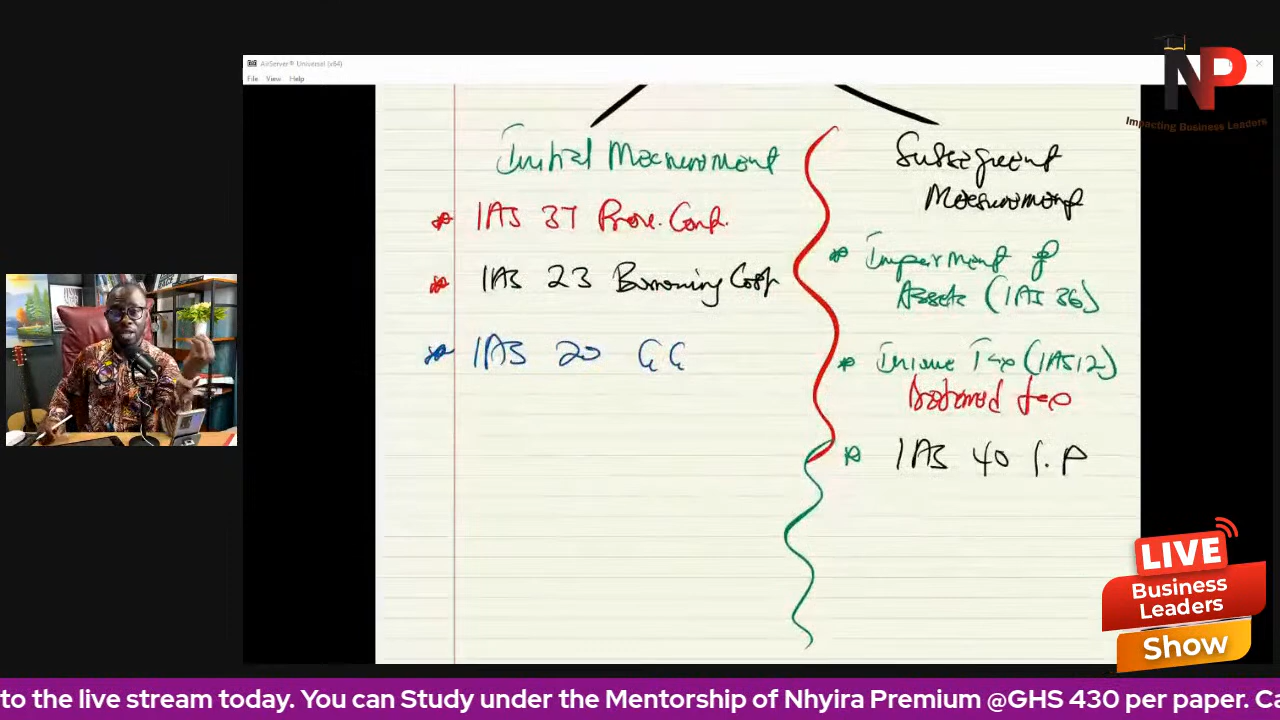 AirServer® Universal (x64)
File View Help
NP
Impacting Business Leaders
Initial Measurement
* IAS 37 Prov. Cont.
* IAS 23 Borrowing Cost
* IAS 20 GG
Subsequent
Measurement
* Impairment of
Assets (IAS 36)
* Income Tax (IAS 12)
Deferred tax
* IAS 40 I.P
LIVE
Business
Leaders
Show
to the live stream today. You can Study under the Mentorship of Nhyira Premium @GHS 430 per paper. Ca